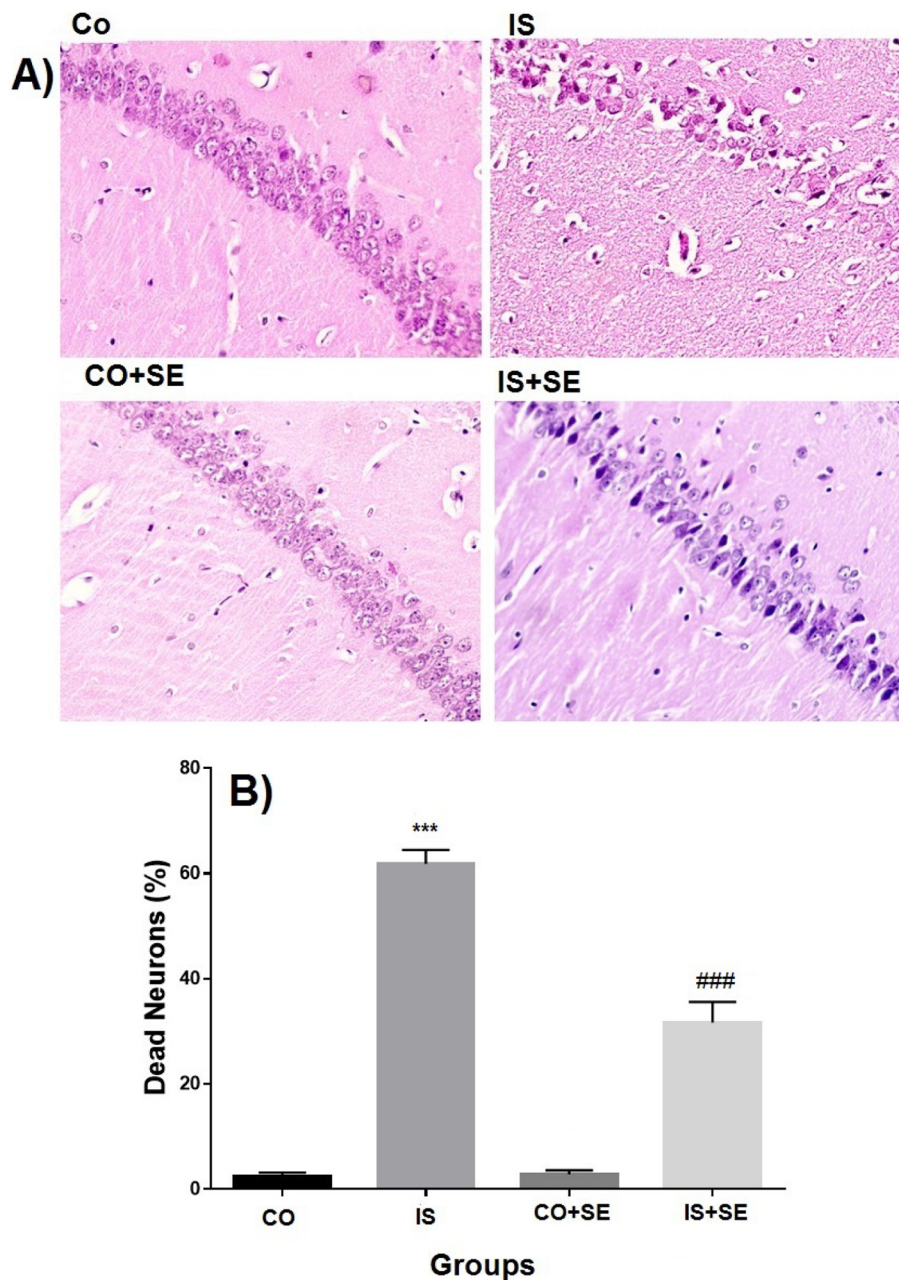 Co
IS
A)
CO+SE
IS+SE
B)
80
60
40
20
0
Dead Neurons (%)
***
###
CO
IS
CO+SE
IS+SE
Groups